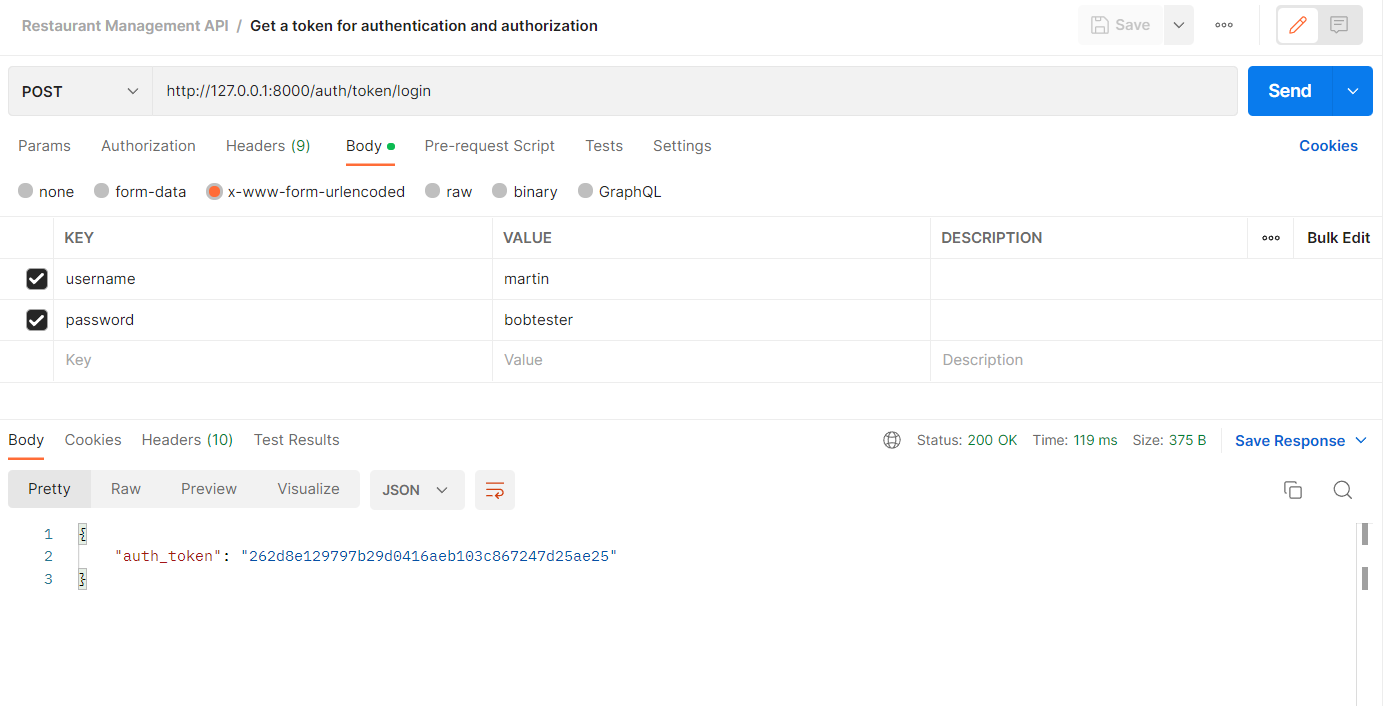 Restaurant Management API / Get a token for authentication and authorization Save
POST http://127.0.0.1:8000/auth/token/login Send
Params Authorization Headers (9) Body Pre-request Script Tests Settings Cookies
none form-data x-www-form-urlencoded raw binary GraphQL
KEY VALUE DESCRIPTION Bulk Edit
username martin
password bobtester
Key Value Description
Body Cookies Headers (10) Test Results Status: 200 OK Time: 119 ms Size: 375 B Save Response
Pretty Raw Preview Visualize JSON
1 {
2 "auth_token": "262d8e129797b29d0416aeb103c867247d25ae25"
3 }